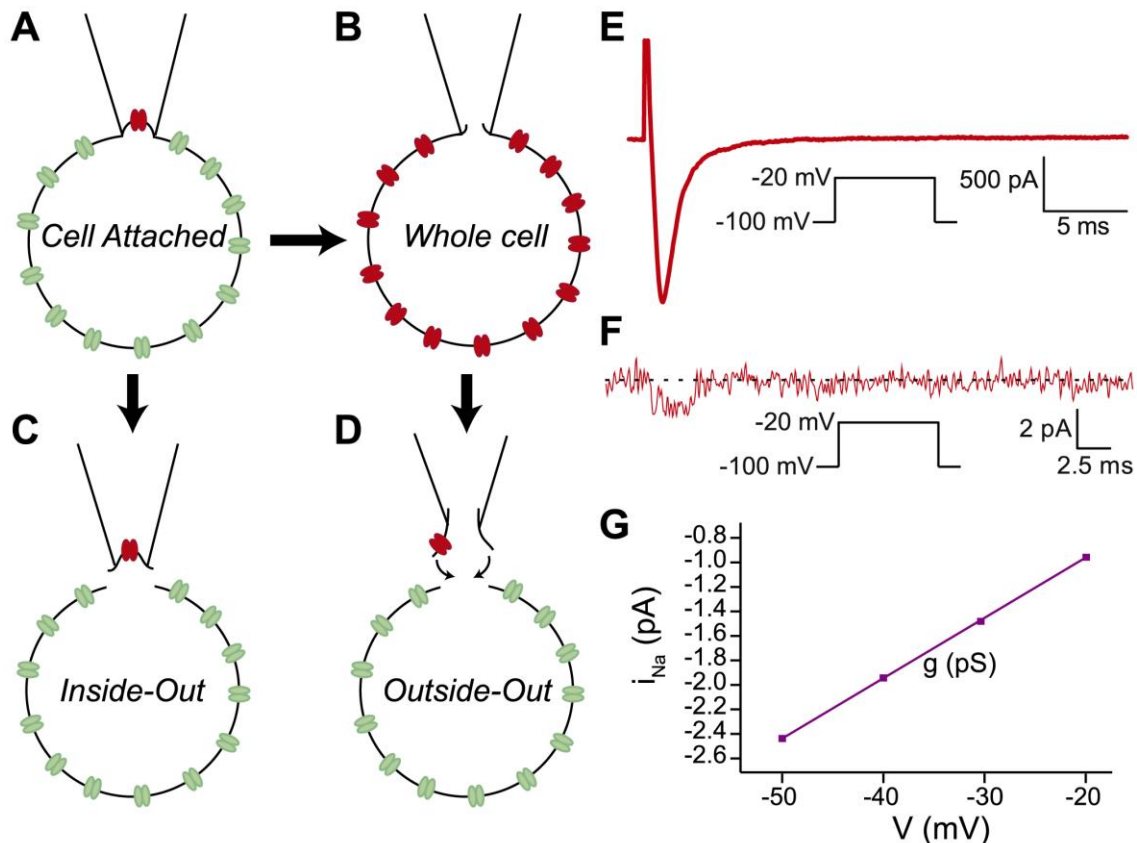 A
Cell Attached
B
Whole cell
C
Inside-Out
D
Outside-Out
E
-20 mV
-100 mV
500 pA
5 ms
F
-20 mV
-100 mV
2 pA
2.5 ms
G
-0.8
-1.0
-1.2
-1.4
-1.6
-1.8
-2.0
-2.2
-2.4
-2.6
i_Na (pA)
g (pS)
-50
-40
-30
-20
V (mV)